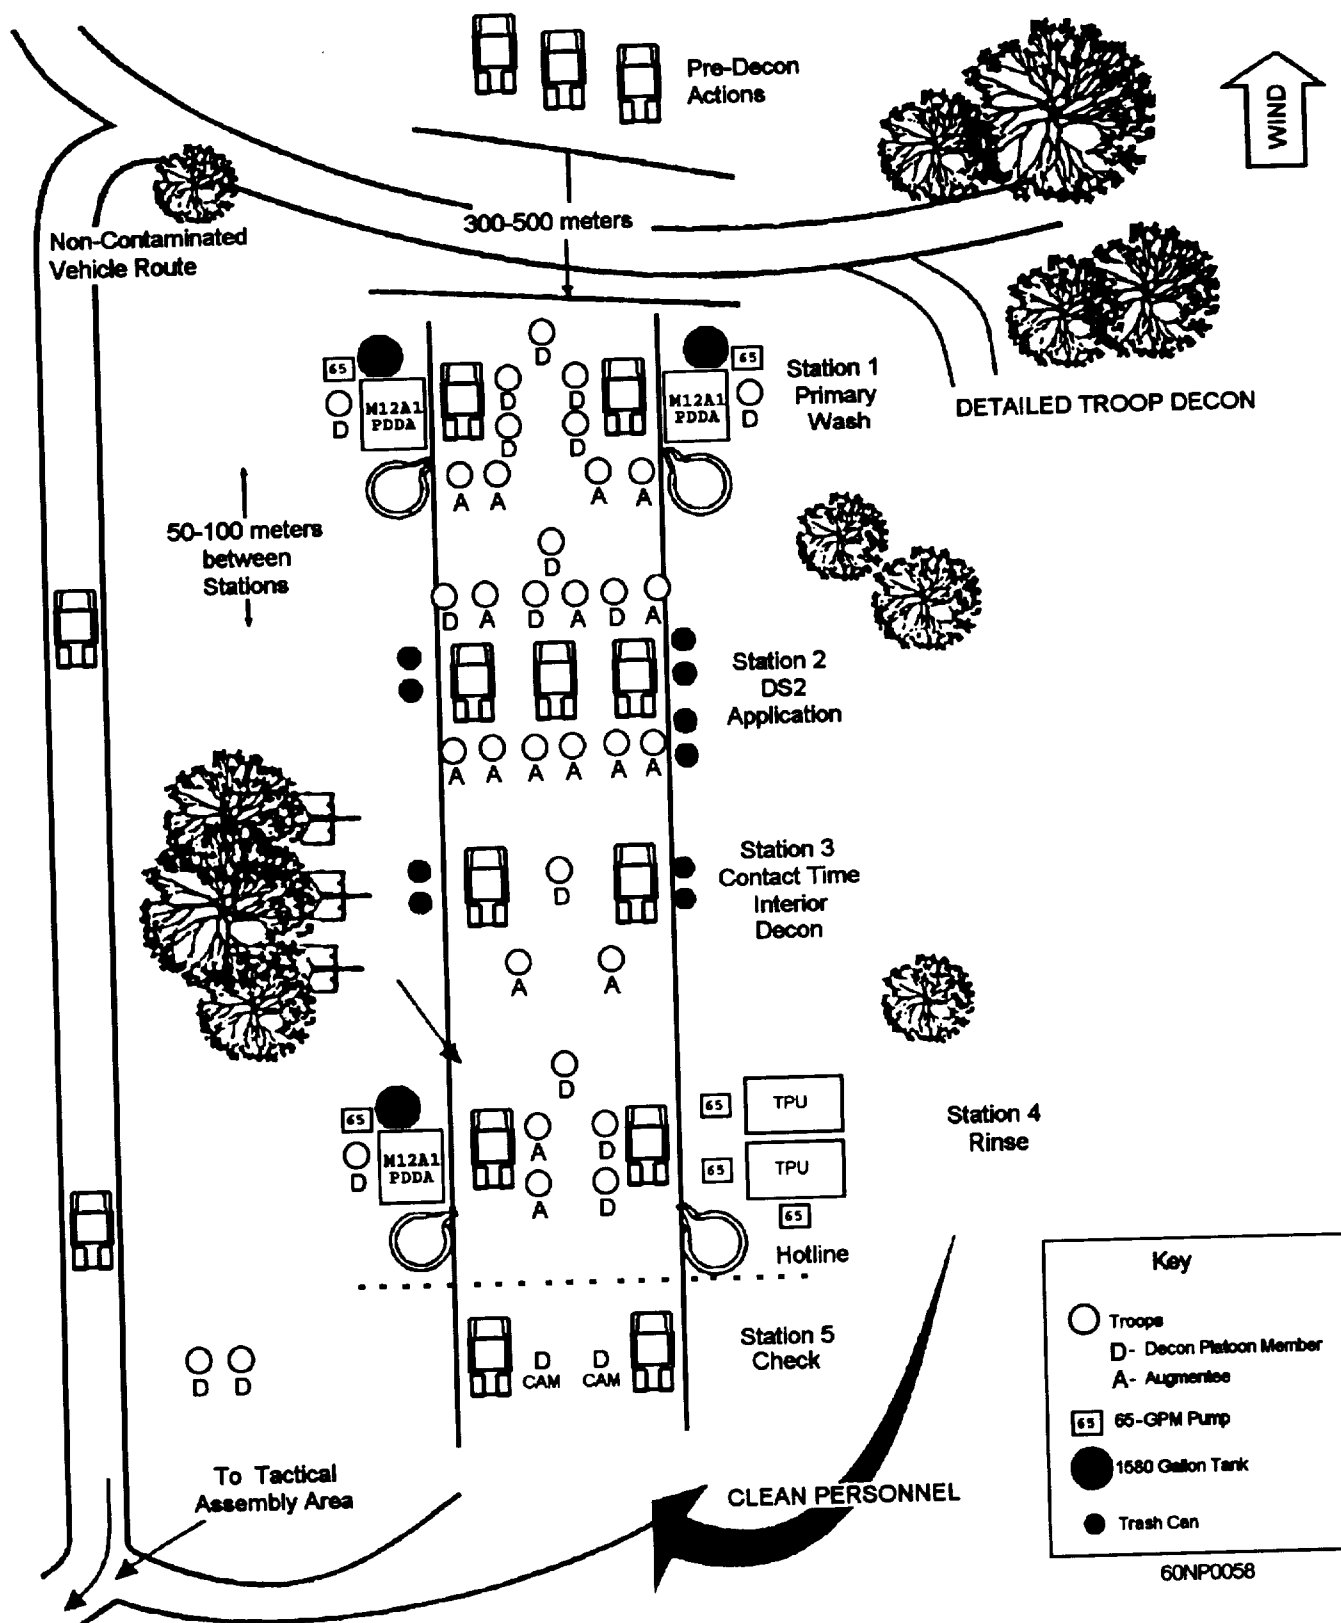 Pre-Decon
Actions
WIND
300-500 meters
Non-Contaminated
Vehicle Route
D
65
65
Station 1
Primary
Wash
M12A1
PDDA
D
D
D
M12A1
PDDA
D
D
D
DETAILED TROOP DECON
A
A
A
A
50-100 meters
between
Stations
D
D
A
D
A
D
A
Station 2
DS2
Application
A
A
A
A
A
A
Station 3
Contact Time
Interior
Decon
D
A
A
D
65
65
TPU
Station 4
Rinse
D
M12A1
PDDA
A
D
65
TPU
A
D
65
Hotline
Key
Troops
D- Decon Platoon Member
A- Augmentee
65
65-GPM Pump
1580 Gallon Tank
Trash Can
Station 5
Check
D
CAM
D
CAM
D
D
To Tactical
Assembly Area
CLEAN PERSONNEL
60NP0058